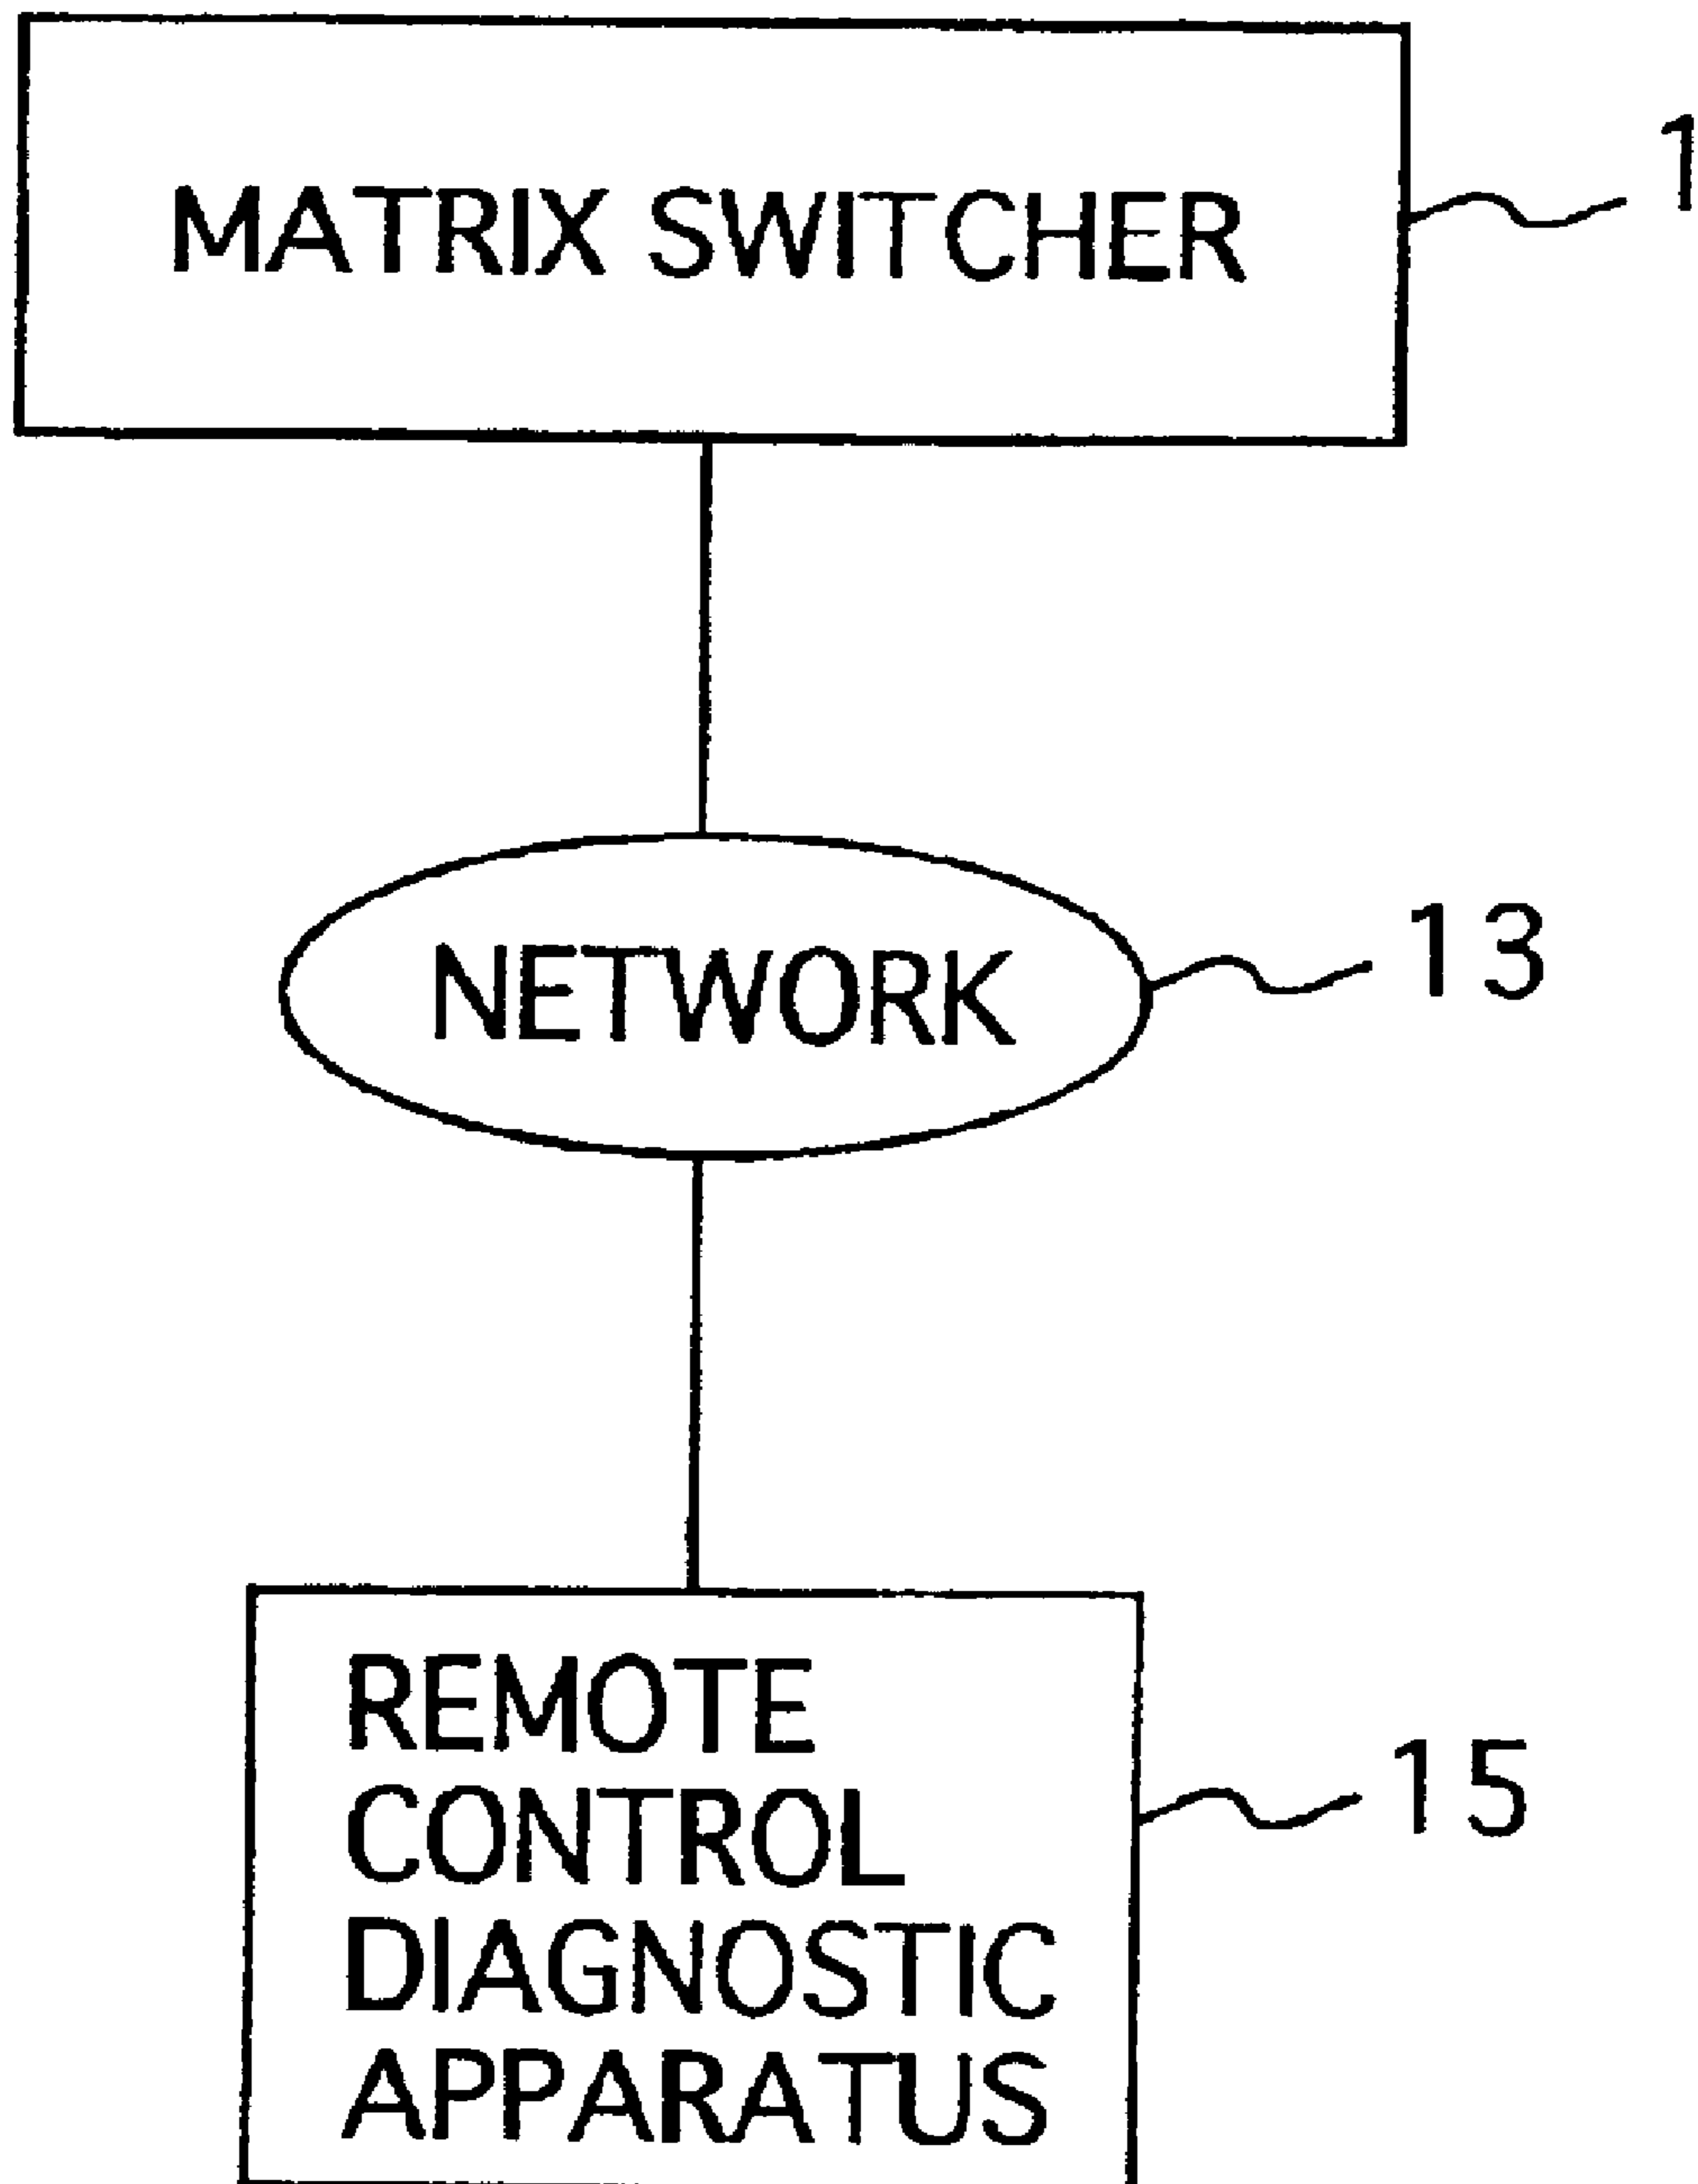 MATRIX SWITCHER
1
NETWORK
13
REMOTE
CONTROL
DIAGNOSTIC
APPARATUS
15